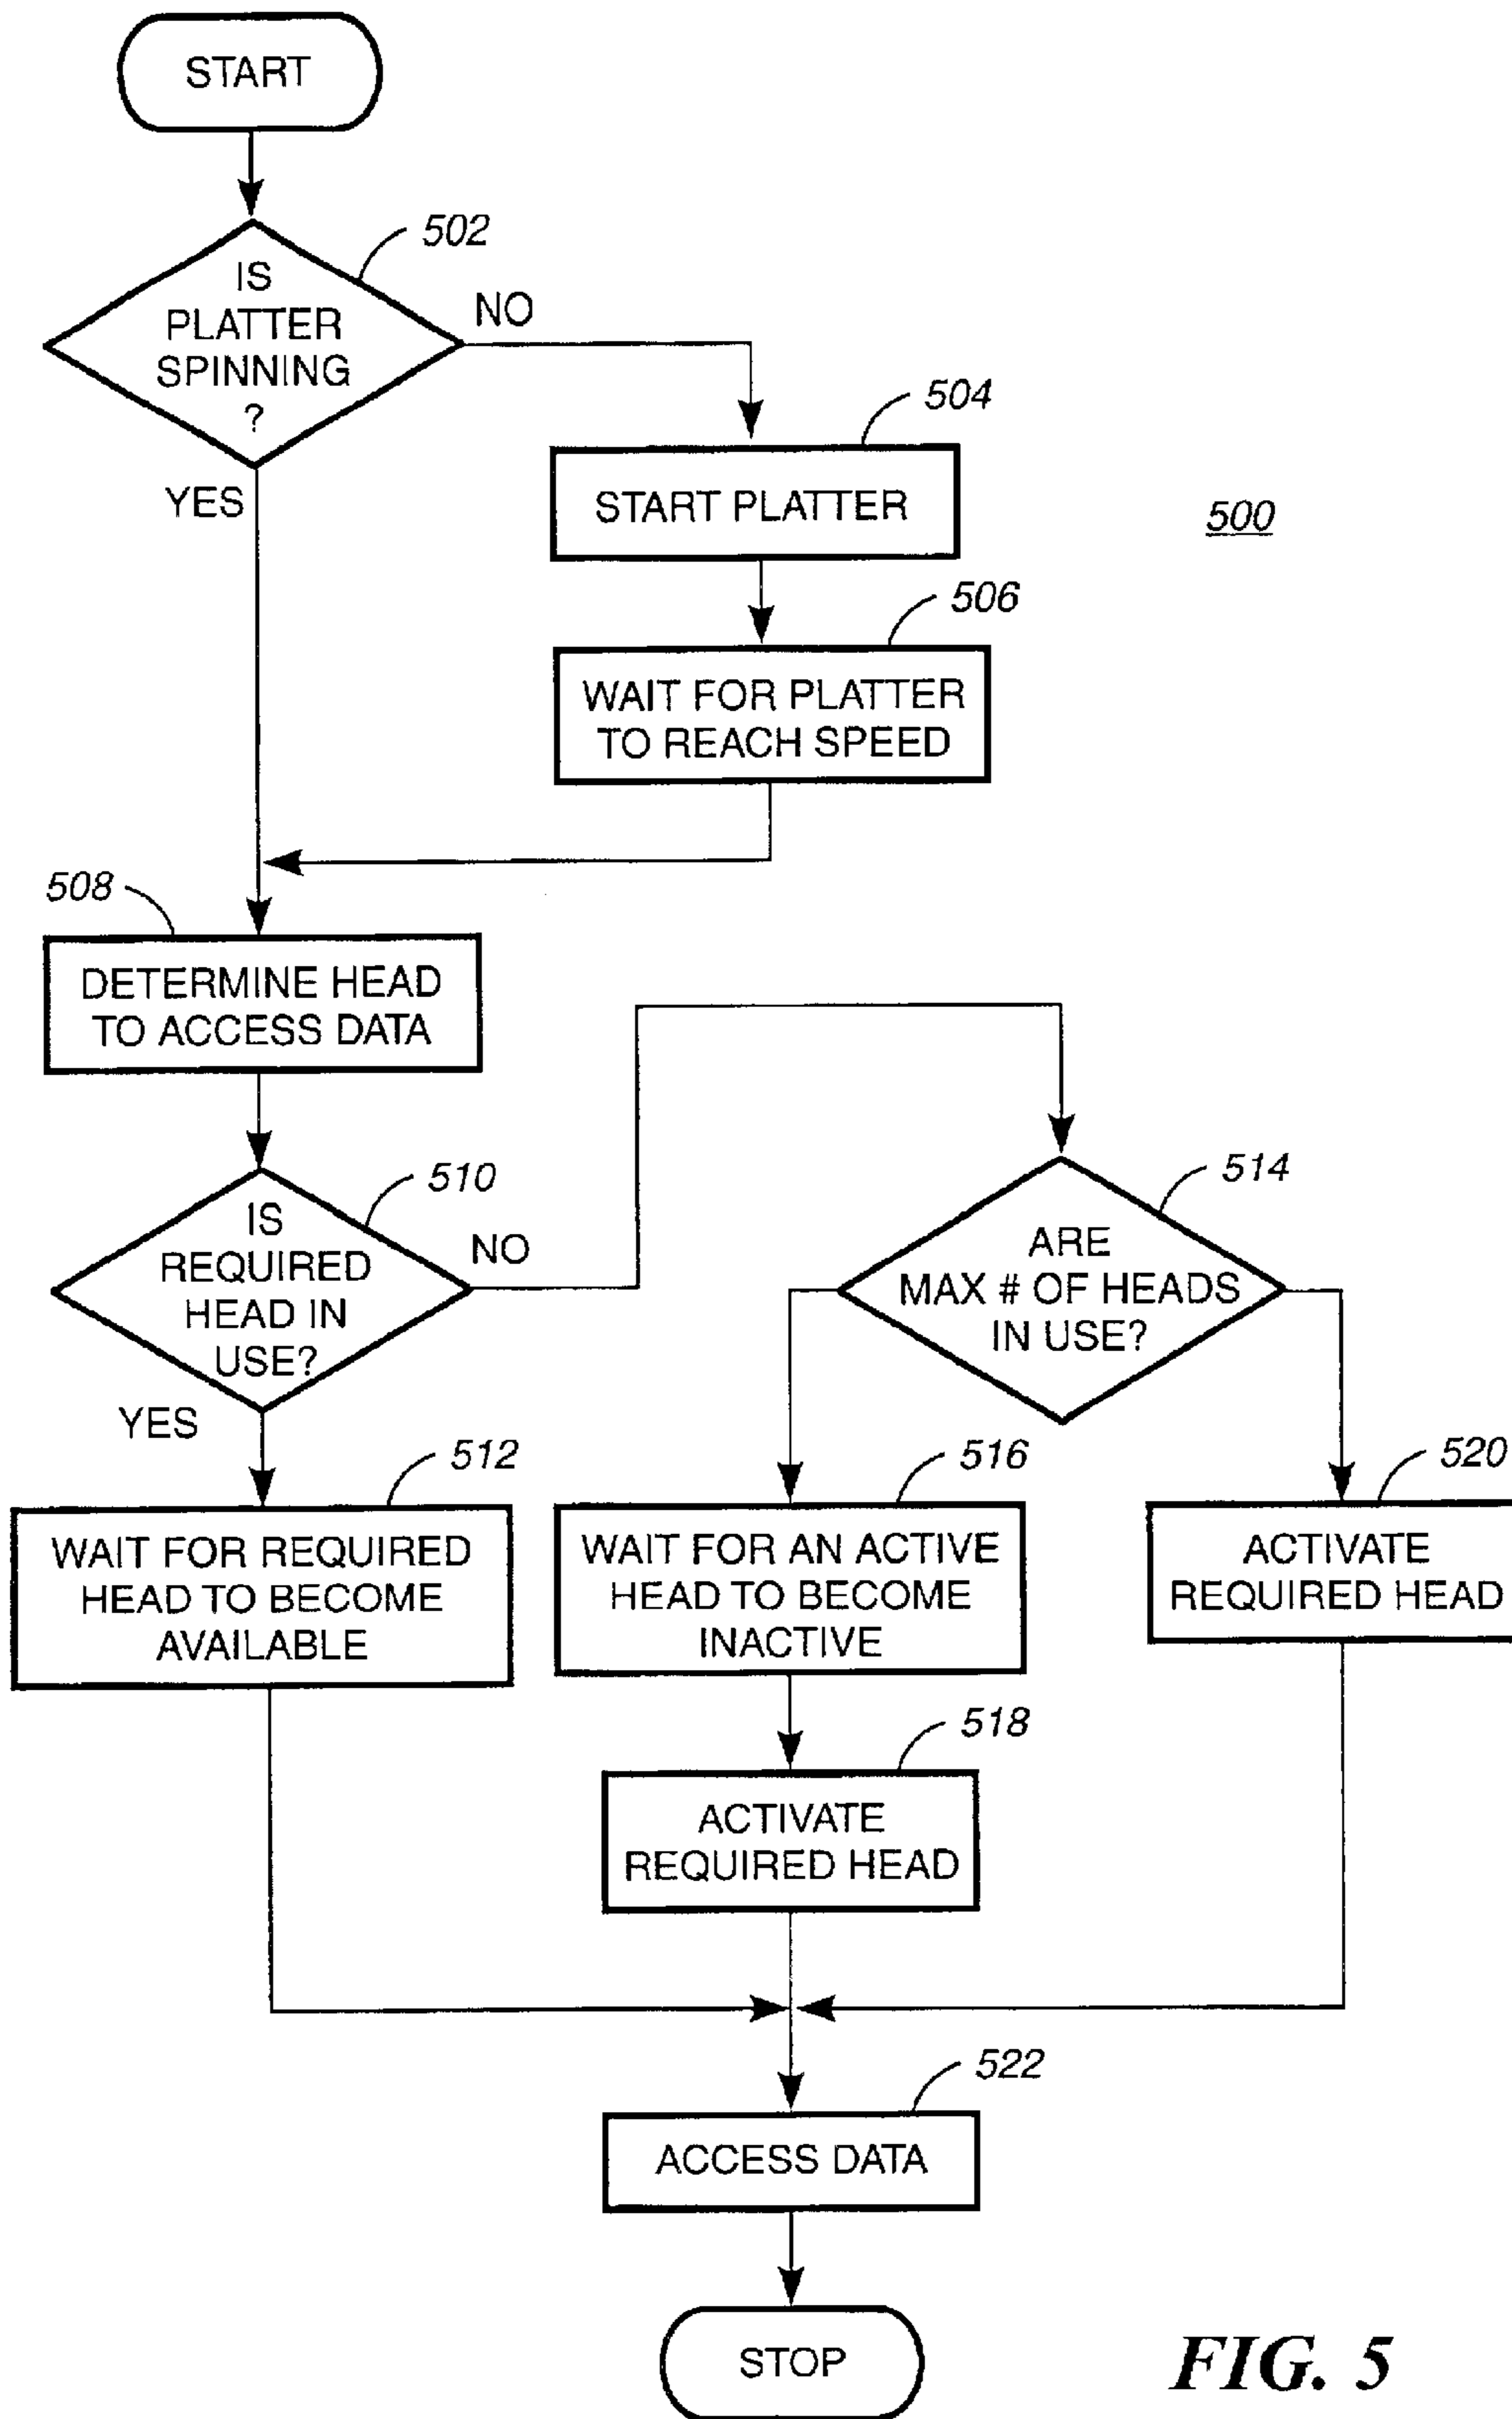 START
502
IS
PLATTER
SPINNING
?
NO
YES
504
START PLATTER
500
506
WAIT FOR PLATTER
TO REACH SPEED
508
DETERMINE HEAD
TO ACCESS DATA
510
IS
REQUIRED
HEAD IN
USE?
NO
YES
514
ARE
MAX # OF HEADS
IN USE?
512
WAIT FOR REQUIRED
HEAD TO BECOME
AVAILABLE
516
WAIT FOR AN ACTIVE
HEAD TO BECOME
INACTIVE
520
ACTIVATE
REQUIRED HEAD
518
ACTIVATE
REQUIRED HEAD
522
ACCESS DATA
STOP
FIG. 5